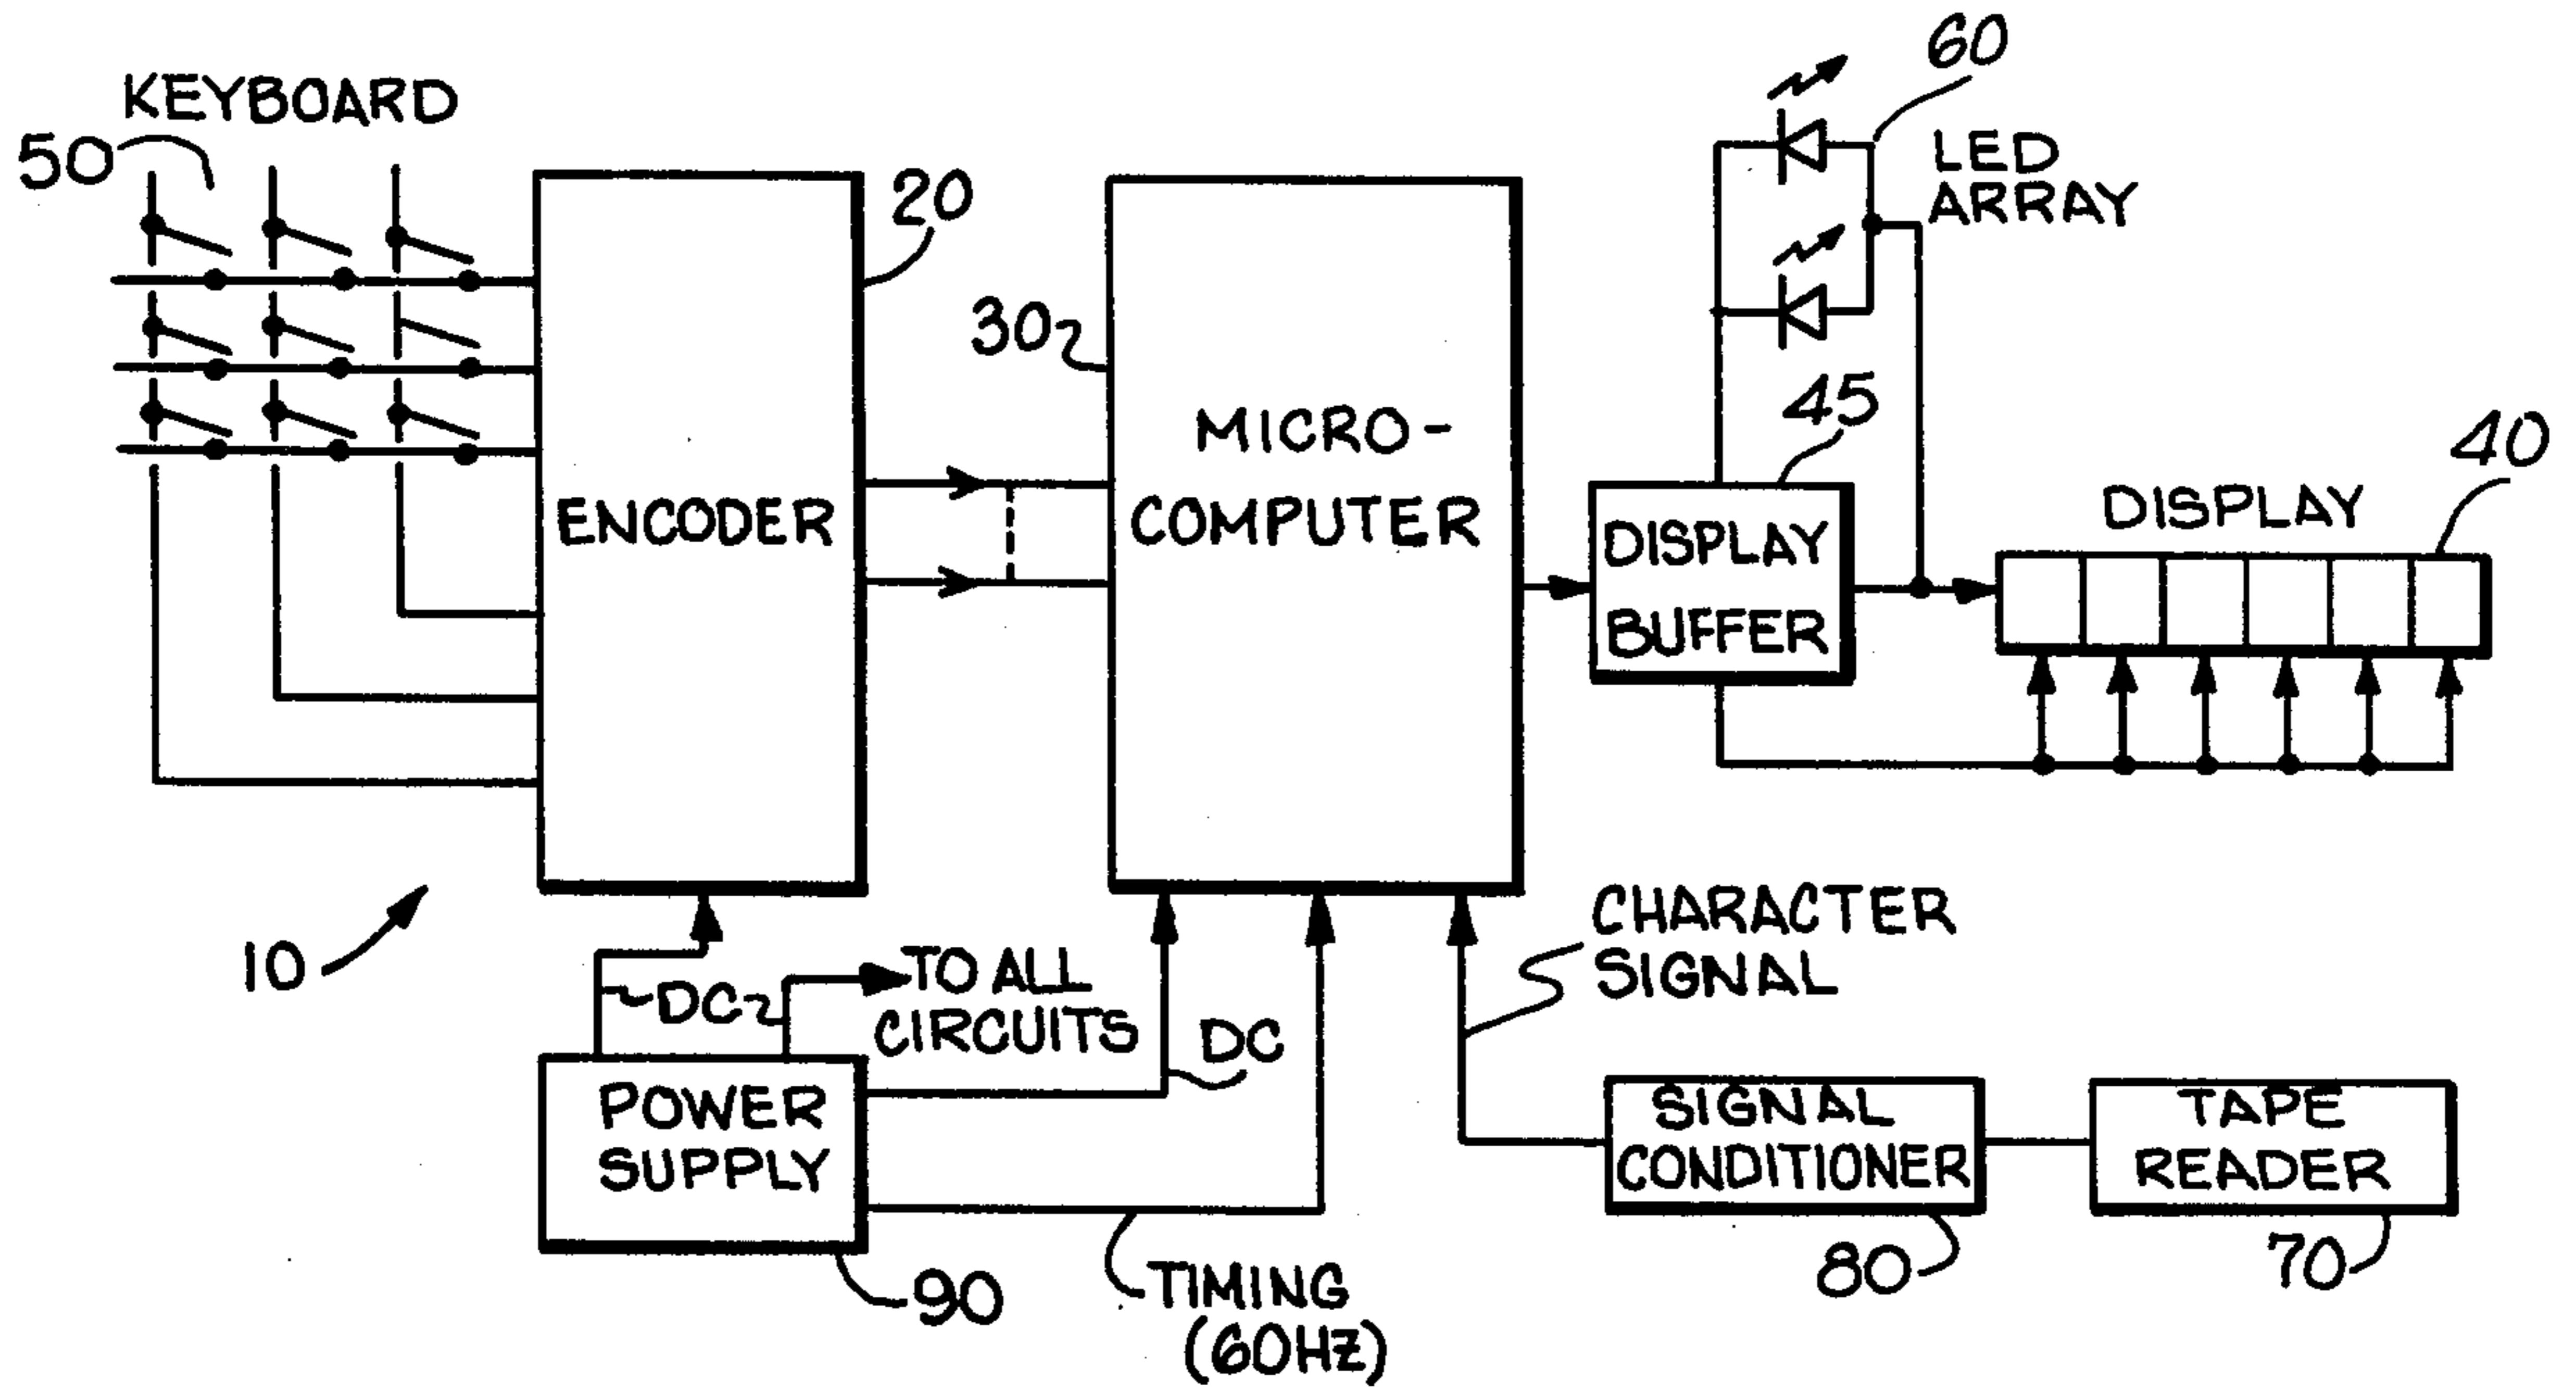 KEYBOARD
50
20
ENCODER
30
MICRO-
COMPUTER
60
LED
ARRAY
45
DISPLAY
BUFFER
DISPLAY
40
10
DC
TO ALL
CIRCUITS
DC
CHARACTER
SIGNAL
POWER
SUPPLY
90
TIMING
(60HZ)
SIGNAL
CONDITIONER
80
TAPE
READER
70